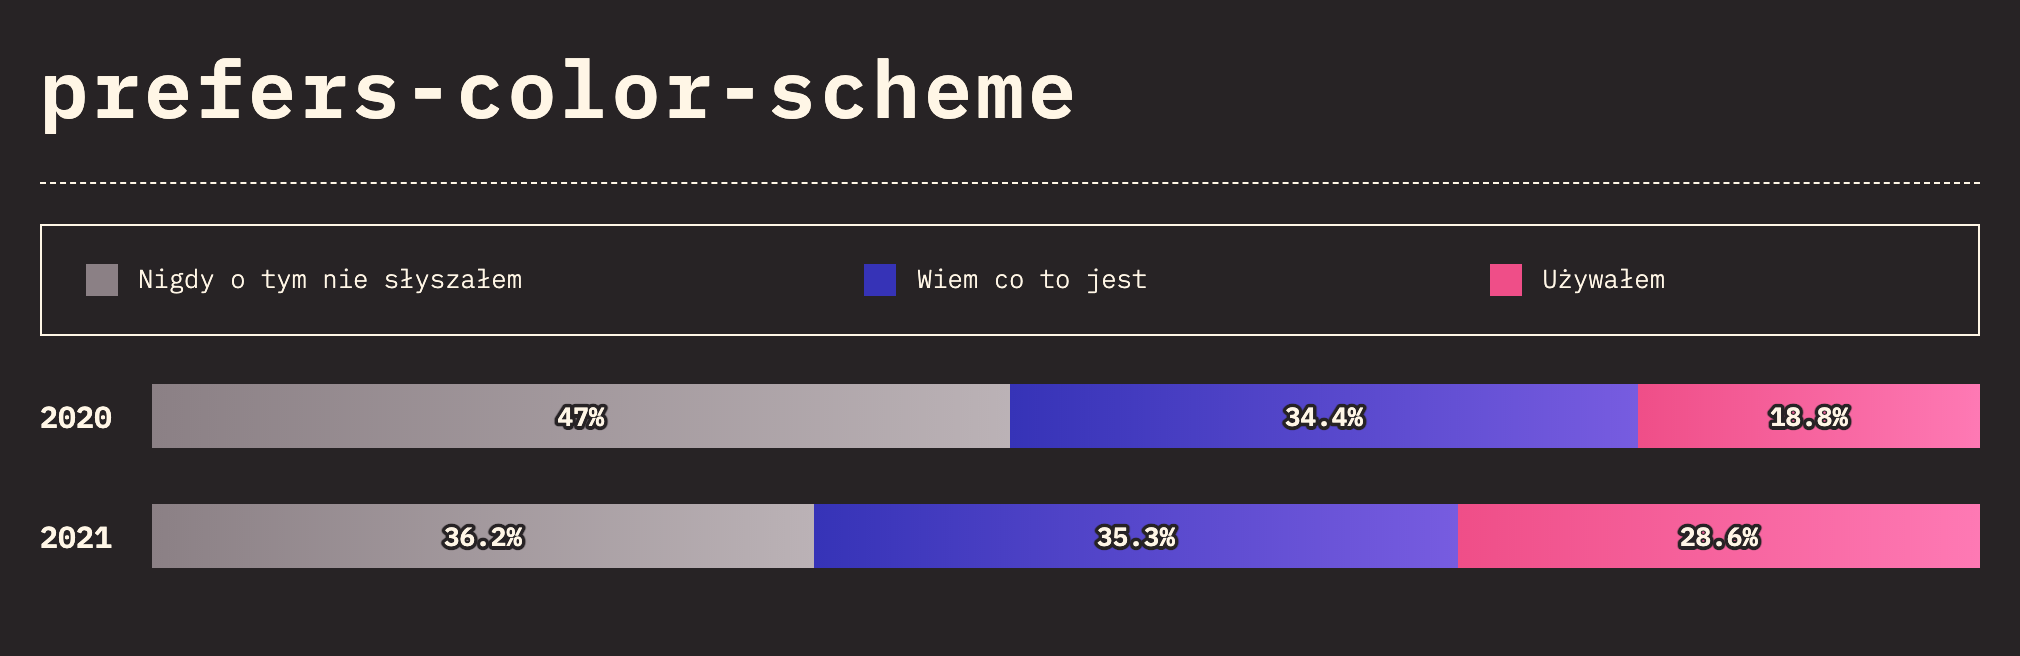 prefers-color-scheme
Nigdy o tym nie słyszałem Wiem co to jest Używałem
2020 47% 34.4% 18.8%
2021 36.2% 35.3% 28.6%